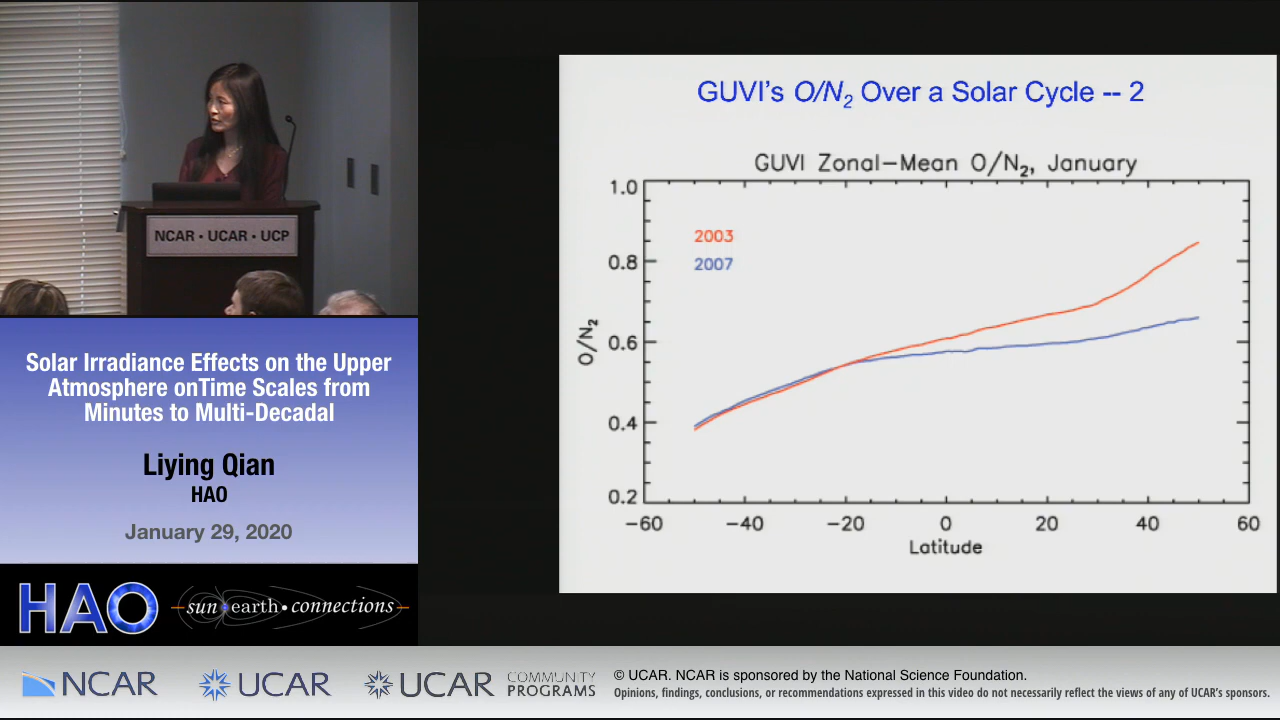 NCAR • UCAR • UCP
Solar Irradiance Effects on the Upper
Atmosphere onTime Scales from
Minutes to Multi-Decadal
Liying Qian
HAO
January 29, 2020
HAO
sun earth • connections
GUVI's O/N2 Over a Solar Cycle -- 2
GUVI Zonal-Mean O/N2, January
1.0
0.8
0.6
0.4
0.2
O/N2
2003
2007
-60 -40 -20 0 20 40 60
Latitude
NCAR
UCAR
UCAR
COMMUNITY
PROGRAMS
© UCAR. NCAR is sponsored by the National Science Foundation.
Opinions, findings, conclusions, or recommendations expressed in this video do not necessarily reflect the views of any of UCAR's sponsors.